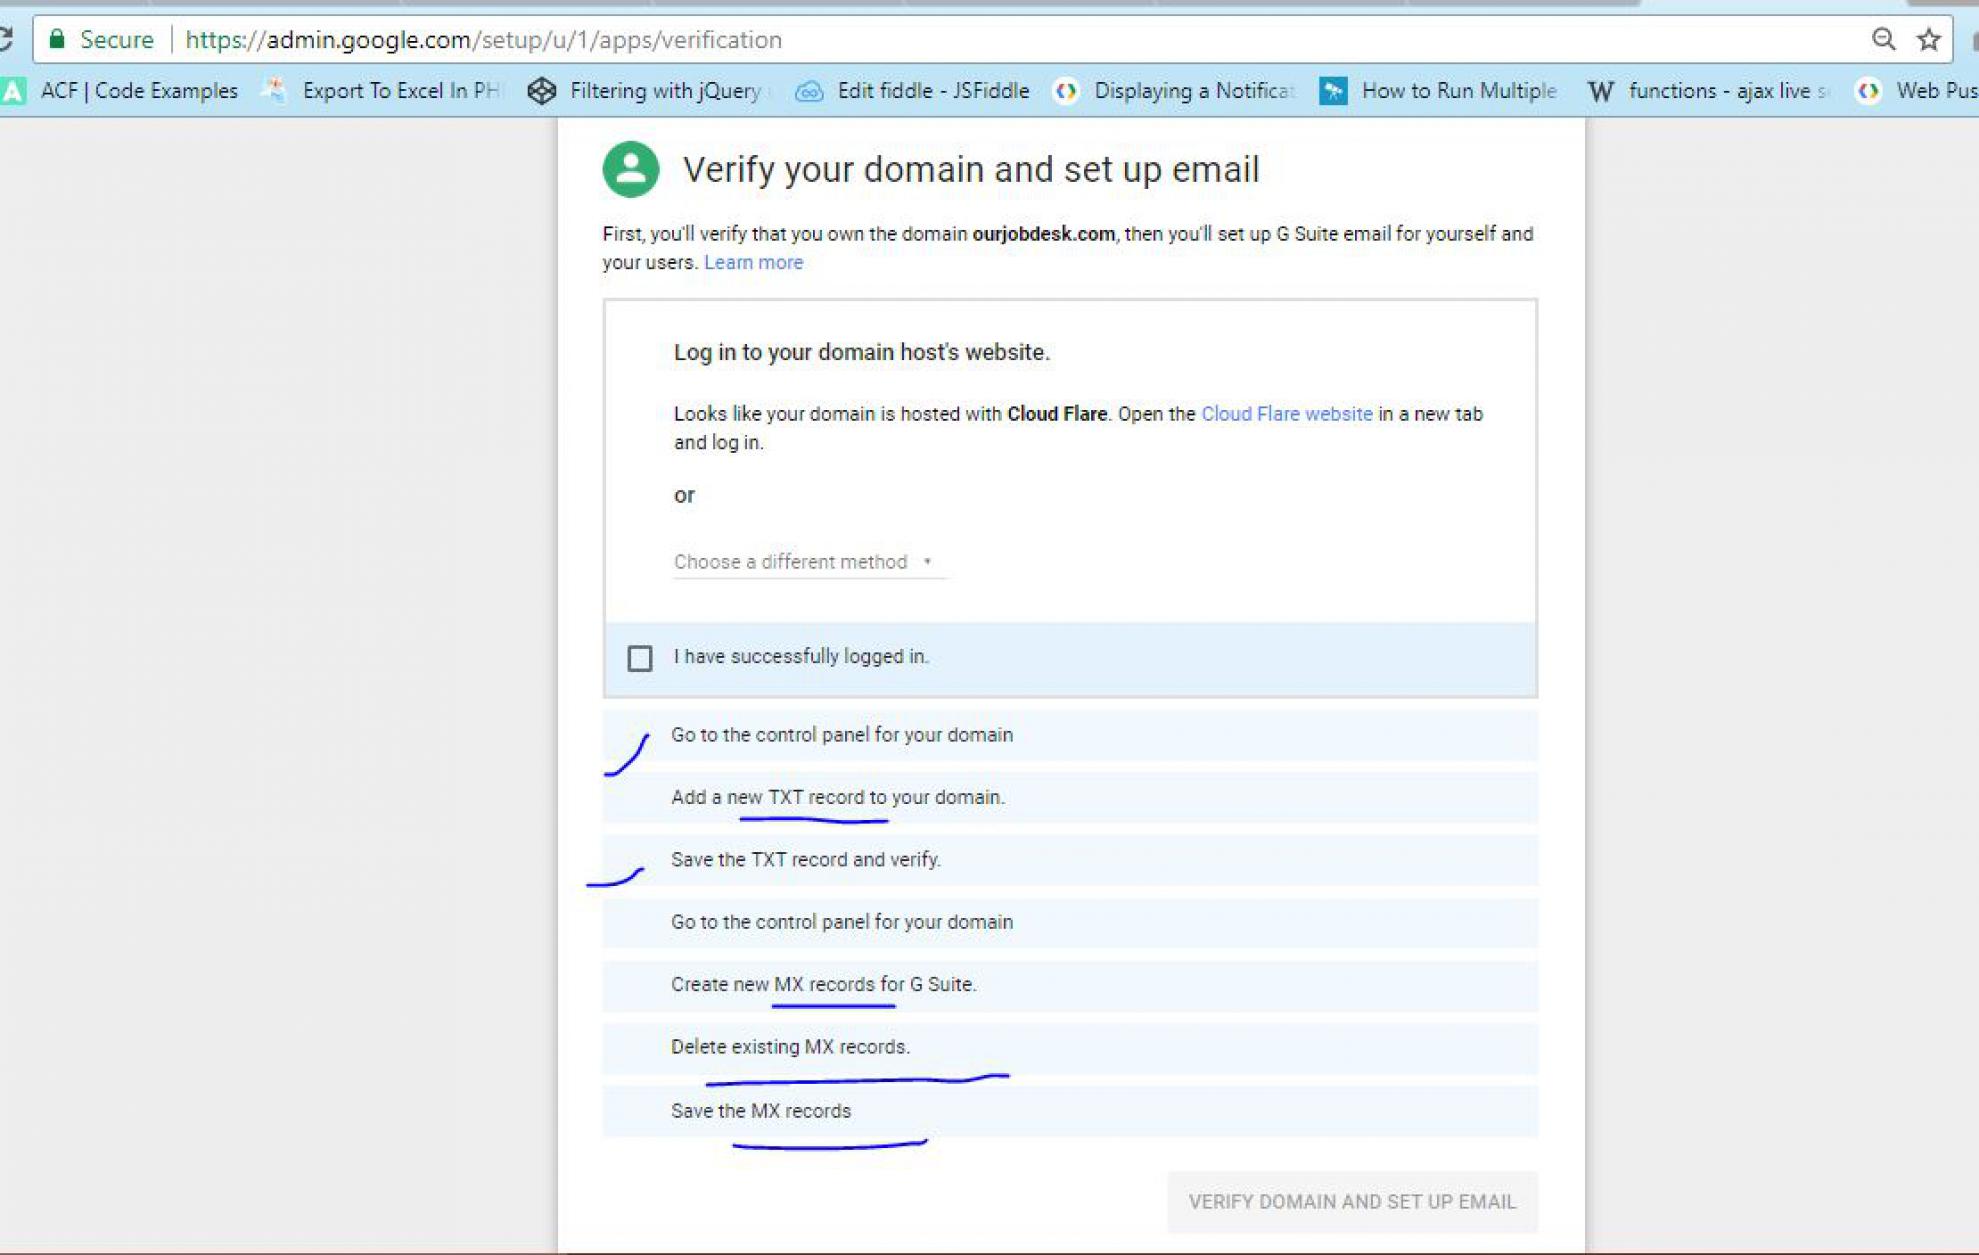 Secure | https://admin.google.com/setup/u/1/apps/verification
ACF | Code Examples Export To Excel In PH Filtering with jQuery Edit fiddle - JSFiddle Displaying a Notificat How to Run Multiple W functions - ajax live s Web Pus
Verify your domain and set up email
First, you'll verify that you own the domain ourjobdesk.com, then you'll set up G Suite email for yourself and
your users. Learn more
Log in to your domain host's website.
Looks like your domain is hosted with Cloud Flare. Open the Cloud Flare website in a new tab
and log in.
or
Choose a different method
I have successfully logged in.
Go to the control panel for your domain
Add a new TXT record to your domain.
Save the TXT record and verify.
Go to the control panel for your domain
Create new MX records for G Suite.
Delete existing MX records.
Save the MX records
VERIFY DOMAIN AND SET UP EMAIL